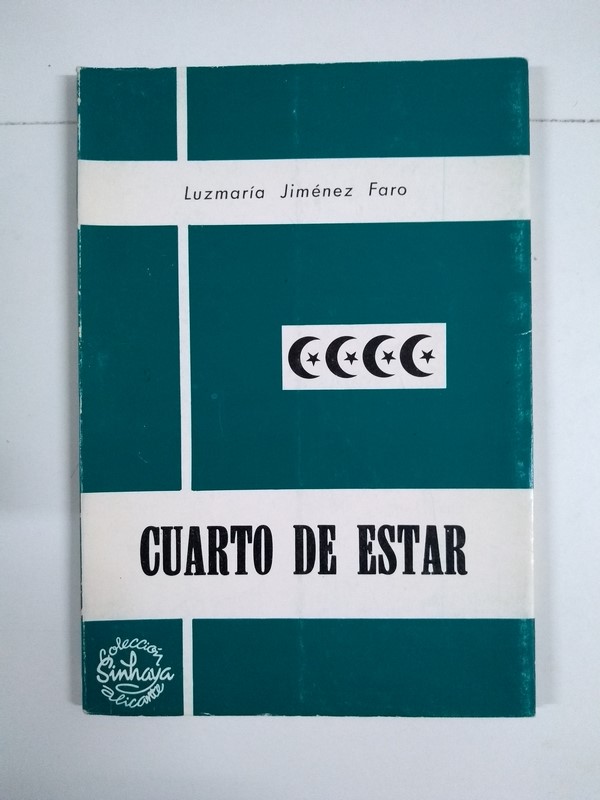 Luzmaría Jiménez Faro
CUARTO DE ESTAR
Colección
Sinhaya
Alicante